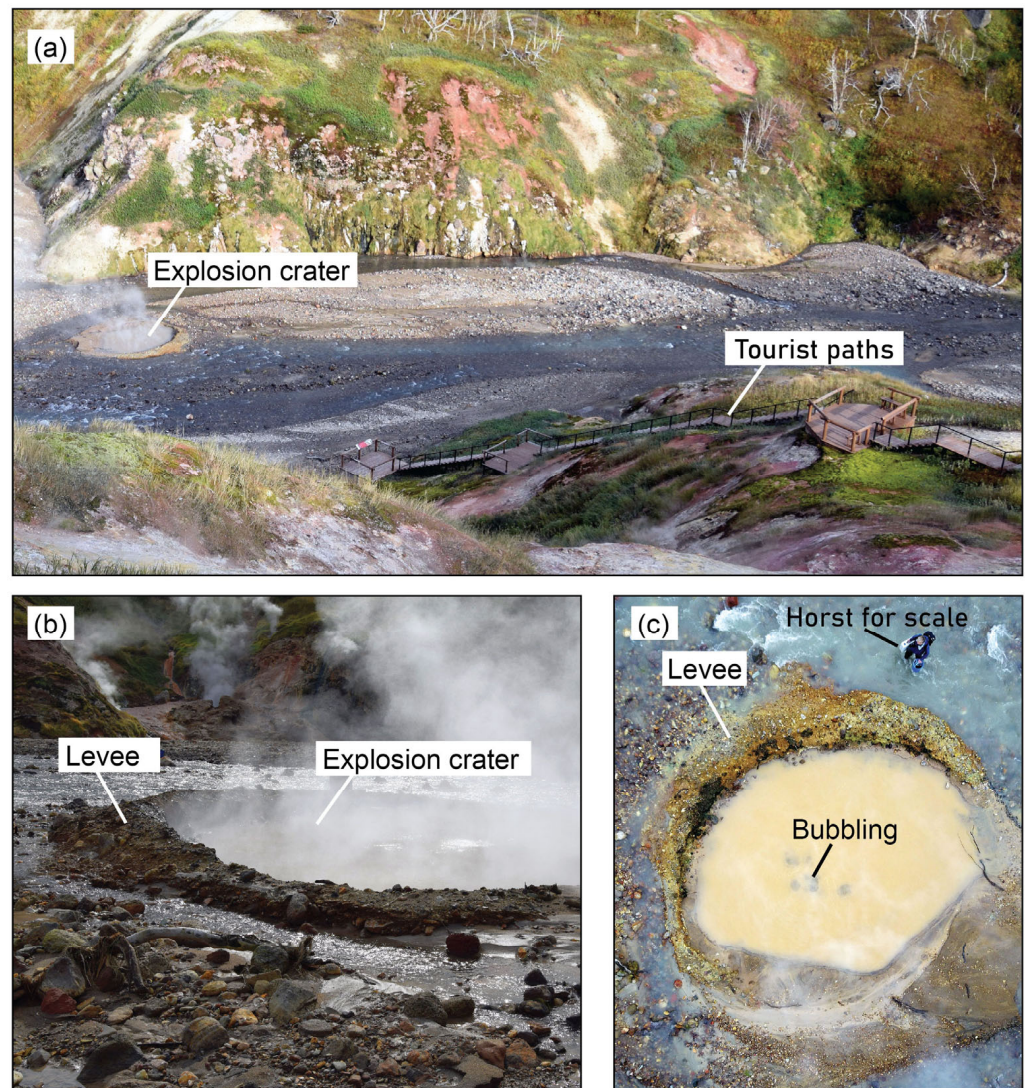 (a)
Explosion crater
Tourist paths
(b)
Levee
Explosion crater
(c)
Horst for scale
Levee
Bubbling